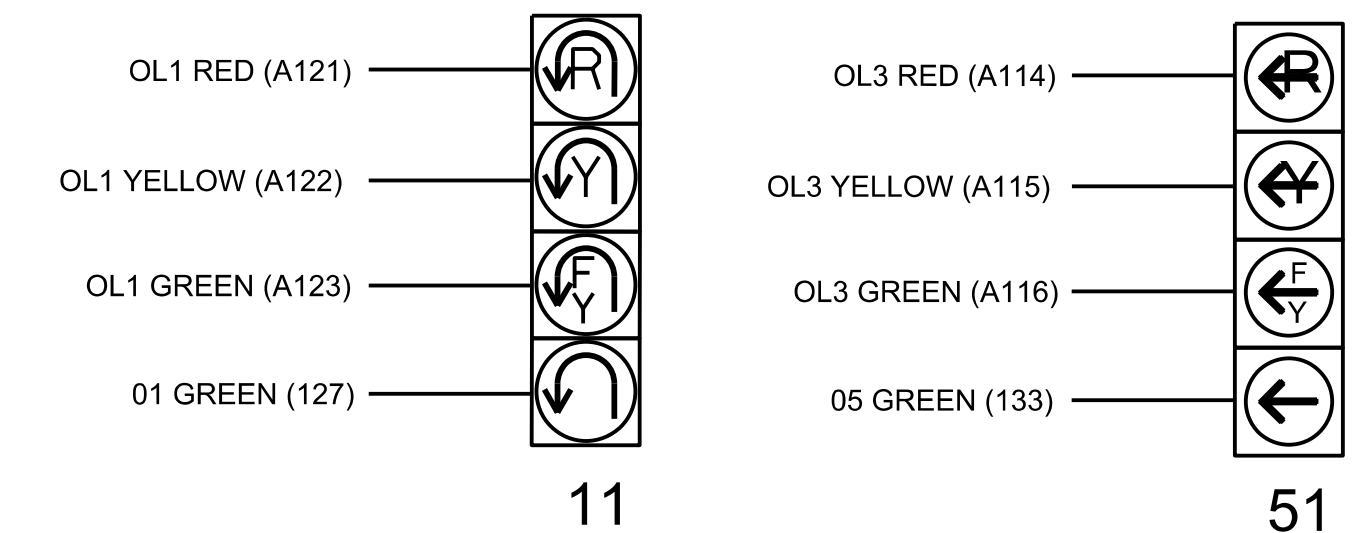 OL1 RED (A121)
R
OL1 YELLOW (A122)
Y
OL1 GREEN (A123)
F
Y
01 GREEN (127)
11
OL3 RED (A114)
R
OL3 YELLOW (A115)
Y
OL3 GREEN (A116)
F
Y
05 GREEN (133)
51